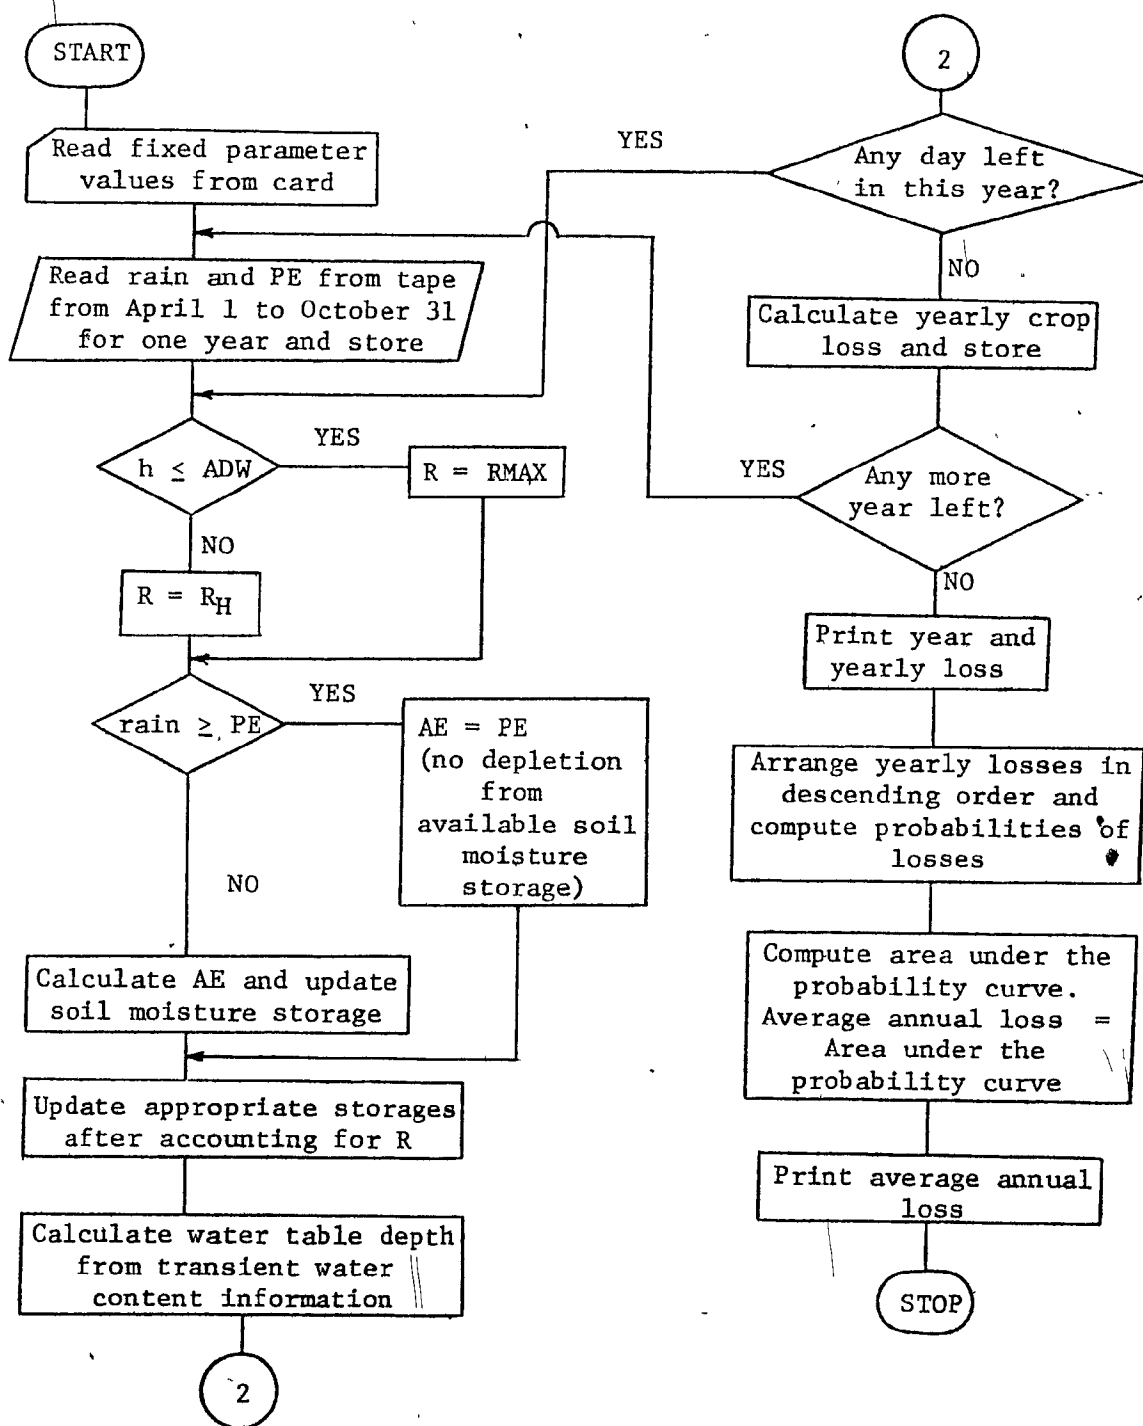 START
Read fixed parameter
values from card
Read rain and PE from tape
from April 1 to October 31
for one year and store
h ≤ ADW
YES
R = RMAX
NO
R = RH
rain ≥ PE
YES
AE = PE
(no depletion
from
available soil
moisture
storage)
NO
Calculate AE and update
soil moisture storage
Update appropriate storages
after accounting for R
Calculate water table depth
from transient water
content information
2
2
Any day left
in this year?
YES
NO
Calculate yearly crop
loss and store
Any more
year left?
YES
NO
Print year and
yearly loss
Arrange yearly losses in
descending order and
compute probabilities of
losses
Compute area under the
probability curve.
Average annual loss =
Area under the
probability curve
Print average annual
loss
STOP